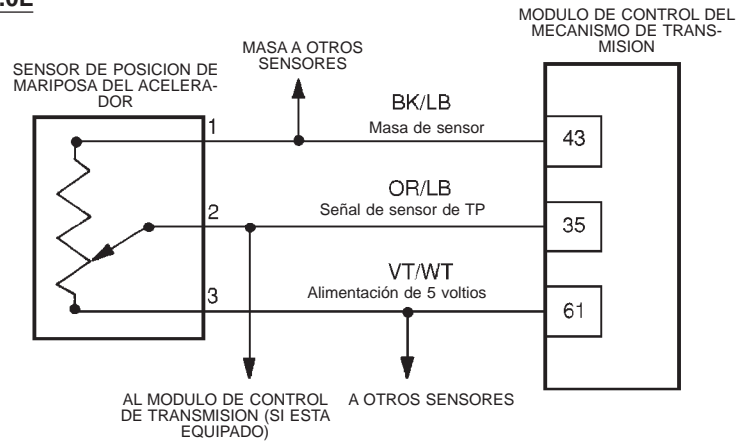 MODULO DE CONTROL DEL
MECANISMO DE TRANS-
MISION
MASA A OTROS
SENSORES
SENSOR DE POSICION DE
MARIPOSA DEL ACELERA-
DOR
1
BK/LB
Masa de sensor
43
2
OR/LB
Señal de sensor de TP
35
3
VT/WT
Alimentación de 5 voltios
61
AL MODULO DE CONTROL
DE TRANSMISION (SI ESTA
EQUIPADO)
A OTROS SENSORES